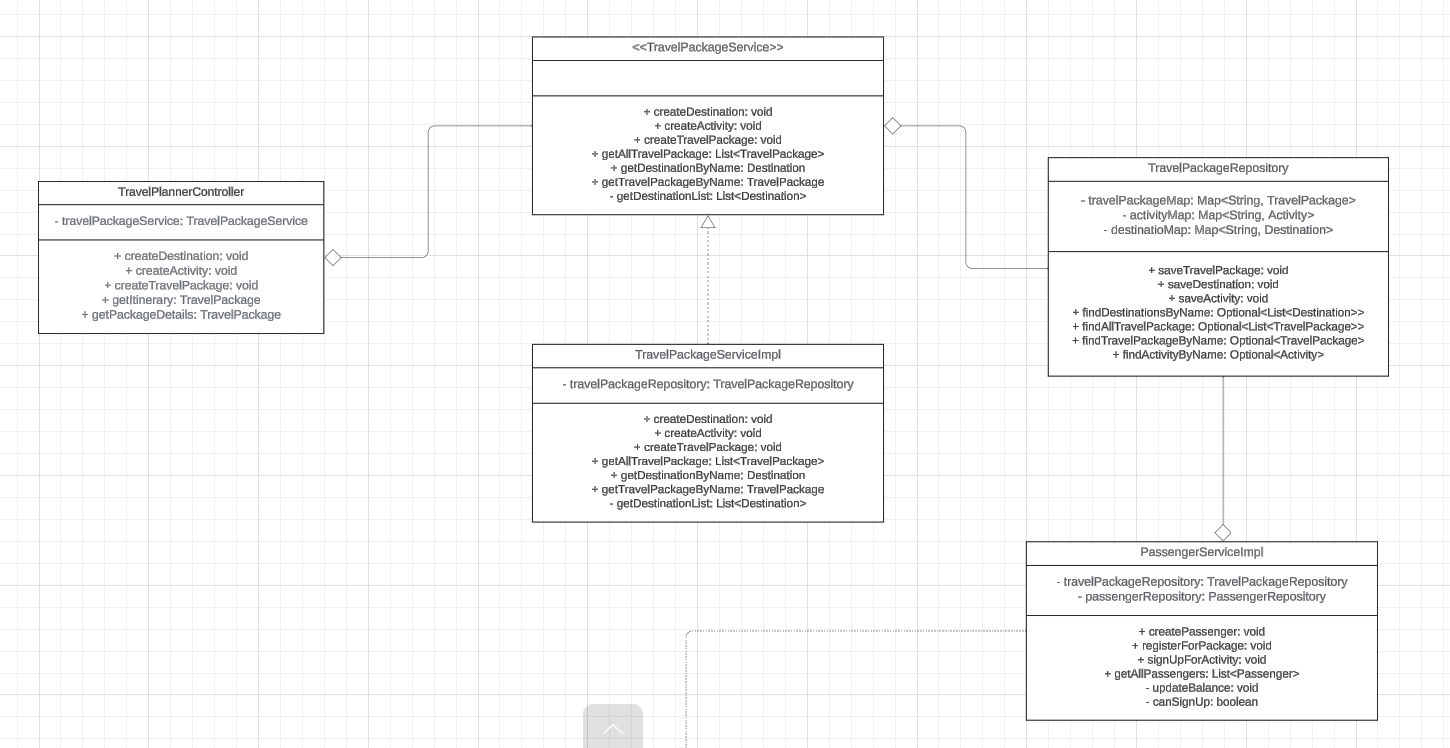 <<TravelPackageService>>
+ createDestination: void
+ createActivity: void
+ createTravelPackage: void
+ getAllTravelPackage: List<TravelPackage>
+ getDestinationByName: Destination
+ getTravelPackageByName: TravelPackage
- getDestinationList: List<Destination>
TravelPlannerController
- travelPackageService: TravelPackageService
+ createDestination: void
+ createActivity: void
+ createTravelPackage: void
+ getItinerary: TravelPackage
+ getPackageDetails: TravelPackage
TravelPackageRepository
- travelPackageMap: Map<String, TravelPackage>
- activityMap: Map<String, Activity>
- destinatioMap: Map<String, Destination>
+ saveTravelPackage: void
+ saveDestination: void
+ saveActivity: void
+ findDestinationsByName: Optional<List<Destination>>
+ findAllTravelPackage: Optional<List<TravelPackage>>
+ findTravelPackageByName: Optional<TravelPackage>
+ findActivityByName: Optional<Activity>
TravelPackageServiceImpl
- travelPackageRepository: TravelPackageRepository
+ createDestination: void
+ createActivity: void
+ createTravelPackage: void
+ getAllTravelPackage: List<TravelPackage>
+ getDestinationByName: Destination
+ getTravelPackageByName: TravelPackage
- getDestinationList: List<Destination>
PassengerServiceImpl
- travelPackageRepository: TravelPackageRepository
- passengerRepository: PassengerRepository
+ createPassenger: void
+ registerForPackage: void
+ signUpForActivity: void
+ getAllPassengers: List<Passenger>
- updateBalance: void
- canSignUp: boolean